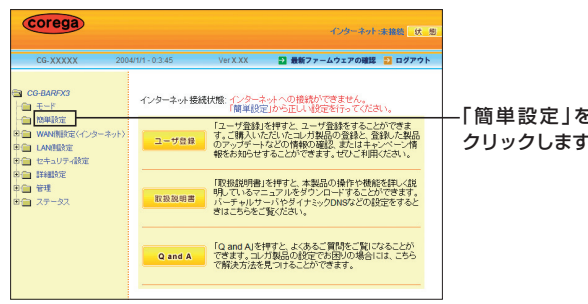 corega
インターネット:未接続 状 態
CG-XXXXX 2004/1/1 - 0:3:45 Ver X.XX 最新ファームウェアの確認 ログアウト
CG-BARFX3
モード
簡単設定
WAN側設定(インターネット)
LAN側設定
セキュリティ設定
詳細設定
管理
ステータス
インターネット接続状態: インターネットへの接続ができません。
「簡単設定」から正しい設定を行ってください。
ユーザ登録
「ユーザ登録」を押すと、ユーザ登録をすることができま
す。ご購入いただいたコレガ製品の登録と、登録した製品
のアップデートなどの情報の確認、またはキャンペーン情
報をお知らせすることができます。ぜひご利用ください。
取扱説明書
「取扱説明書」を押すと、本製品の操作や機能を詳しく説
明しているマニュアルをダウンロードすることができます。
バーチャルサーバやダイナミックDNSなどの設定をすると
きはこちらをご覧ください。
Q and A
「Q and A」を押すと、よくあるご質問をご覧になることが
できます。コレガ製品の設定でお困りの場合には、こちら
で解決方法を見つけることができます。
「簡単設定」を
クリックします